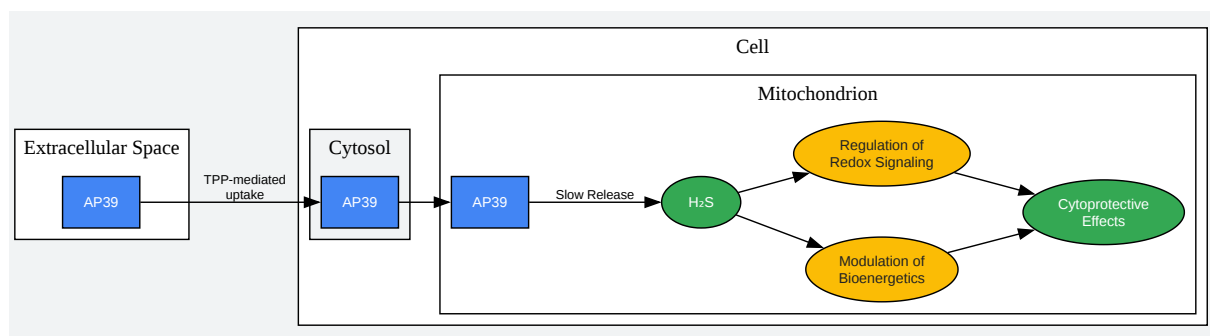 Cell
Mitochondrion
Extracellular Space
Cytosol
AP39
TPP-mediated
uptake
AP39
AP39
Slow Release
H₂S
Regulation of
Redox Signaling
Modulation of
Bioenergetics
Cytoprotective
Effects